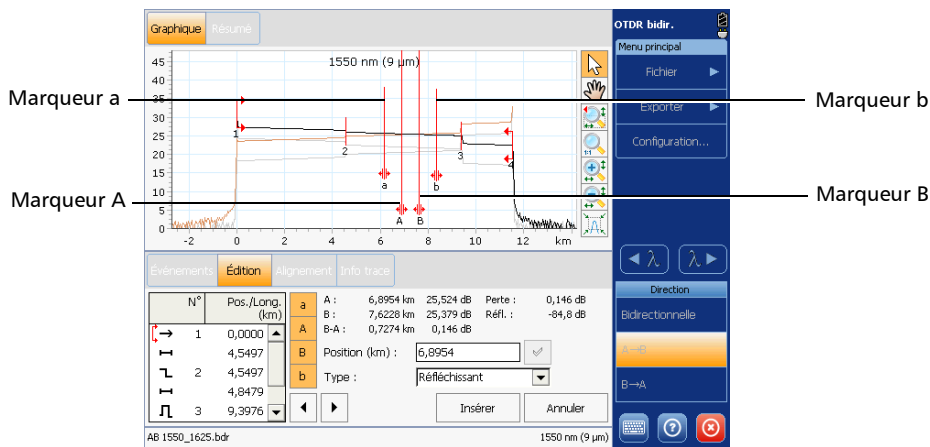 Graphique Résumé
OTDR bidir.
Menu principal
Fichier
Exporter
Configuration...
1550 nm (9 µm)
45
40
35
30
25
20
15
10
5
0
-2 0 2 4 6 8 10 12 km
1
2
3
4
a
b
A
B
Marqueur a
Marqueur b
Marqueur A
Marqueur B
1:1
λ
λ
Événements Édition Alignement Info trace
N° Pos./Long. (km)
1 0,0000
4,5497
2 4,5497
4,8479
3 9,3976
a
A
B
b
A : 6,8954 km 25,524 dB Perte : 0,146 dB
B : 7,6228 km 25,379 dB Réfl. : -84,8 dB
B-A : 0,7274 km 0,146 dB
Position (km) : 6,8954
Type : Réfléchissant
Insérer Annuler
Direction
Bidirectionnelle
A→B
B→A
AB 1550_1625.bdr
1550 nm (9 µm)